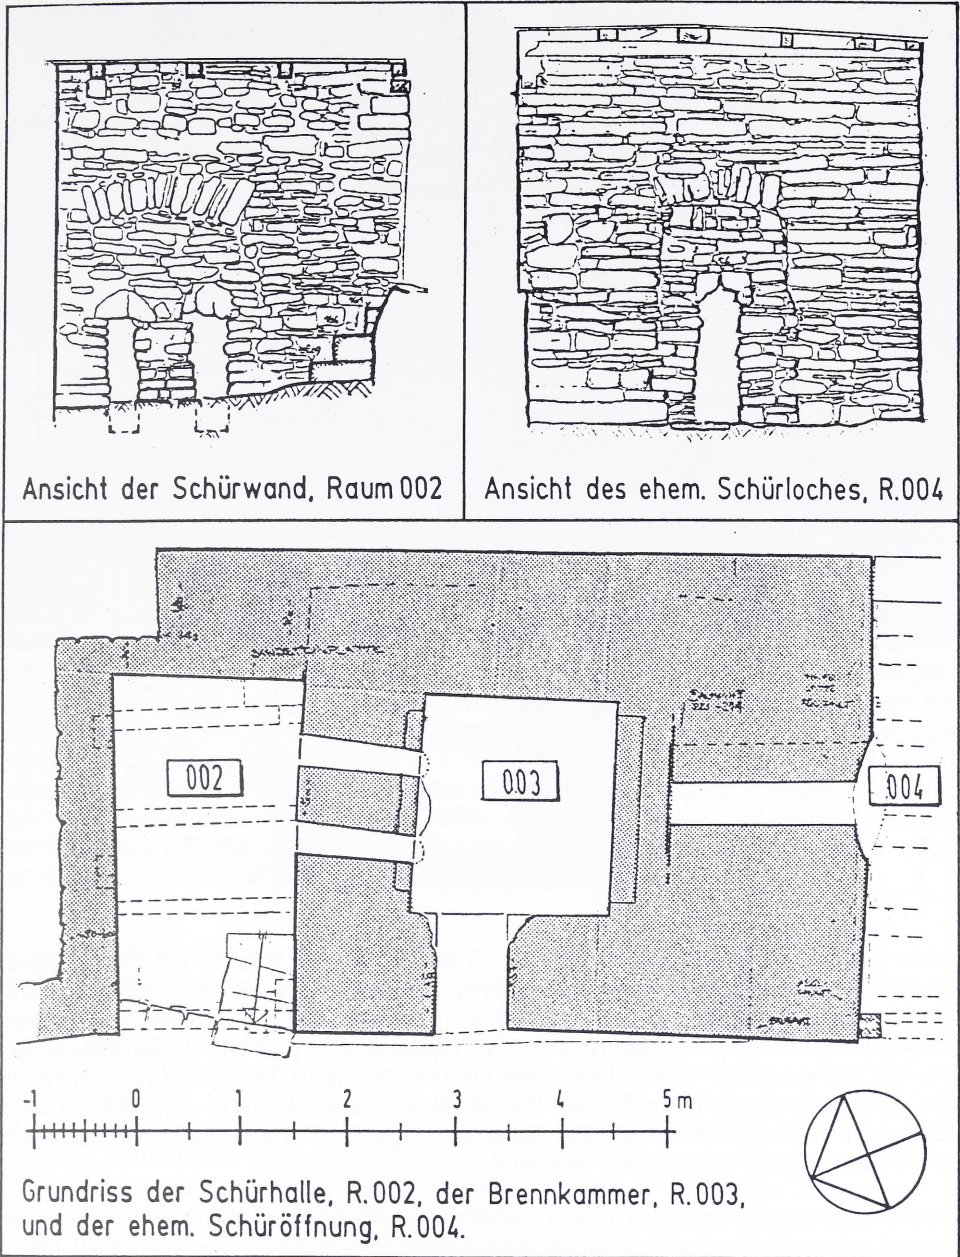 Ansicht der Schürwand, Raum 002
Ansicht des ehem. Schürloches, R.004
002
003
004
-1 0 1 2 3 4 5 m
Grundriss der Schürhalle, R.002, der Brennkammer, R.003,
und der ehem. Schüröffnung, R.004.